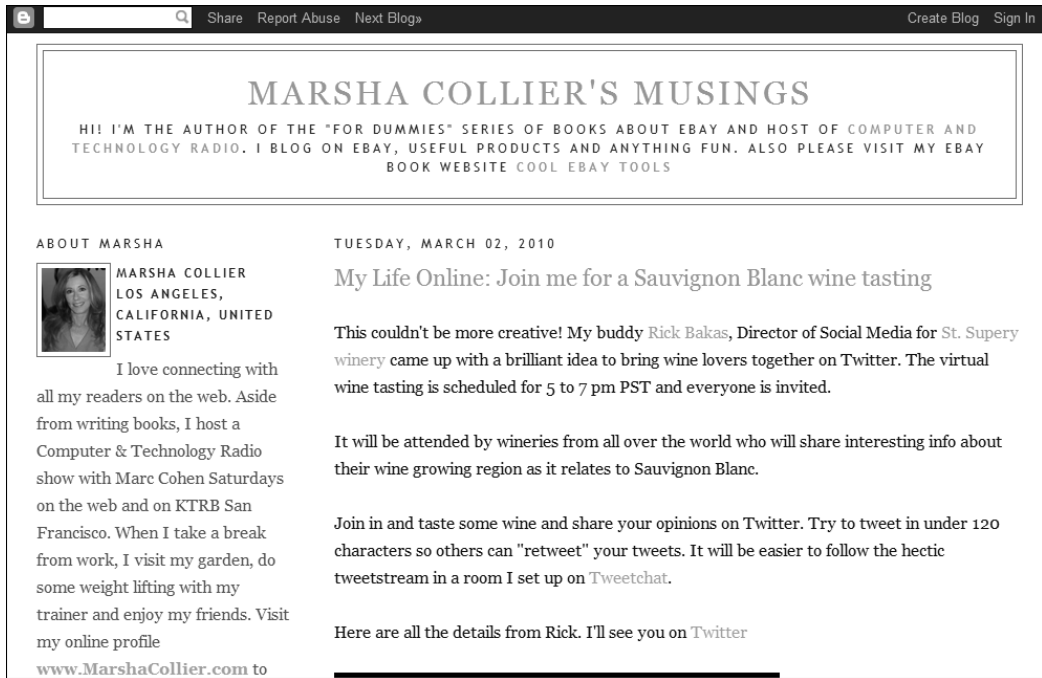 Share Report Abuse Next Blog» Create Blog Sign In
MARSHA COLLIER'S MUSINGS
HI! I'M THE AUTHOR OF THE "FOR DUMMIES" SERIES OF BOOKS ABOUT EBAY AND HOST OF COMPUTER AND
TECHNOLOGY RADIO. I BLOG ON EBAY, USEFUL PRODUCTS AND ANYTHING FUN. ALSO PLEASE VISIT MY EBAY
BOOK WEBSITE COOL EBAY TOOLS
ABOUT MARSHA
MARSHA COLLIER
LOS ANGELES,
CALIFORNIA, UNITED
STATES
I love connecting with
all my readers on the web. Aside
from writing books, I host a
Computer & Technology Radio
show with Marc Cohen Saturdays
on the web and on KTRB San
Francisco. When I take a break
from work, I visit my garden, do
some weight lifting with my
trainer and enjoy my friends. Visit
my online profile
www.MarshaCollier.com to
TUESDAY, MARCH 02, 2010
My Life Online: Join me for a Sauvignon Blanc wine tasting
This couldn't be more creative! My buddy Rick Bakas, Director of Social Media for St. Supery
winery came up with a brilliant idea to bring wine lovers together on Twitter. The virtual
wine tasting is scheduled for 5 to 7 pm PST and everyone is invited.
It will be attended by wineries from all over the world who will share interesting info about
their wine growing region as it relates to Sauvignon Blanc.
Join in and taste some wine and share your opinions on Twitter. Try to tweet in under 120
characters so others can "retweet" your tweets. It will be easier to follow the hectic
tweetstream in a room I set up on Tweetchat.
Here are all the details from Rick. I'll see you on Twitter